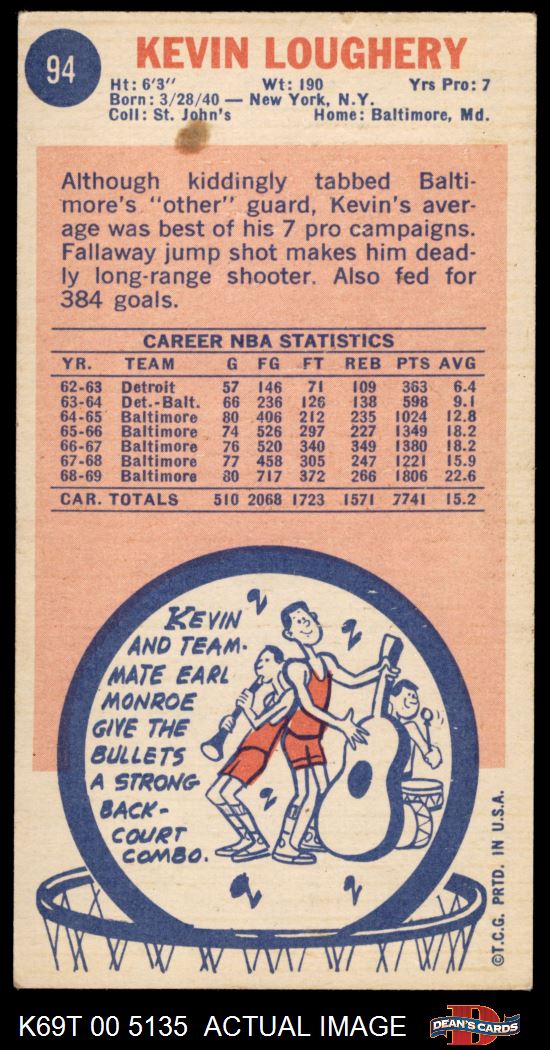 94
KEVIN LOUGHERY
Ht: 6'3" Wt: 190 Yrs Pro: 7
Born: 3/28/40 — New York, N.Y.
Coll: St. John's Home: Baltimore, Md.
Although kiddingly tabbed Balti-
more's "other" guard, Kevin's aver-
age was best of his 7 pro campaigns.
Fallaway jump shot makes him dead-
ly long-range shooter. Also fed for
384 goals.
CAREER NBA STATISTICS
YR. TEAM G FG FT REB PTS AVG
62-63 Detroit 57 146 71 109 363 6.4
63-64 Det.-Balt. 66 236 126 138 598 9.1
64-65 Baltimore 80 406 212 235 1024 12.8
65-66 Baltimore 74 526 297 227 1349 18.2
66-67 Baltimore 76 520 340 349 1380 18.2
67-68 Baltimore 77 458 305 247 1221 15.9
68-69 Baltimore 80 717 372 266 1806 22.6
CAR. TOTALS 510 2068 1723 1571 7741 15.2
KEVIN
AND TEAM-
MATE EARL
MONROE
GIVE THE
BULLETS
A STRONG
BACK-
COURT
COMBO.
©T.C.G. PRTD. IN U.S.A.
K69T 00 5135 ACTUAL IMAGE
D
DEAN'S CARDS